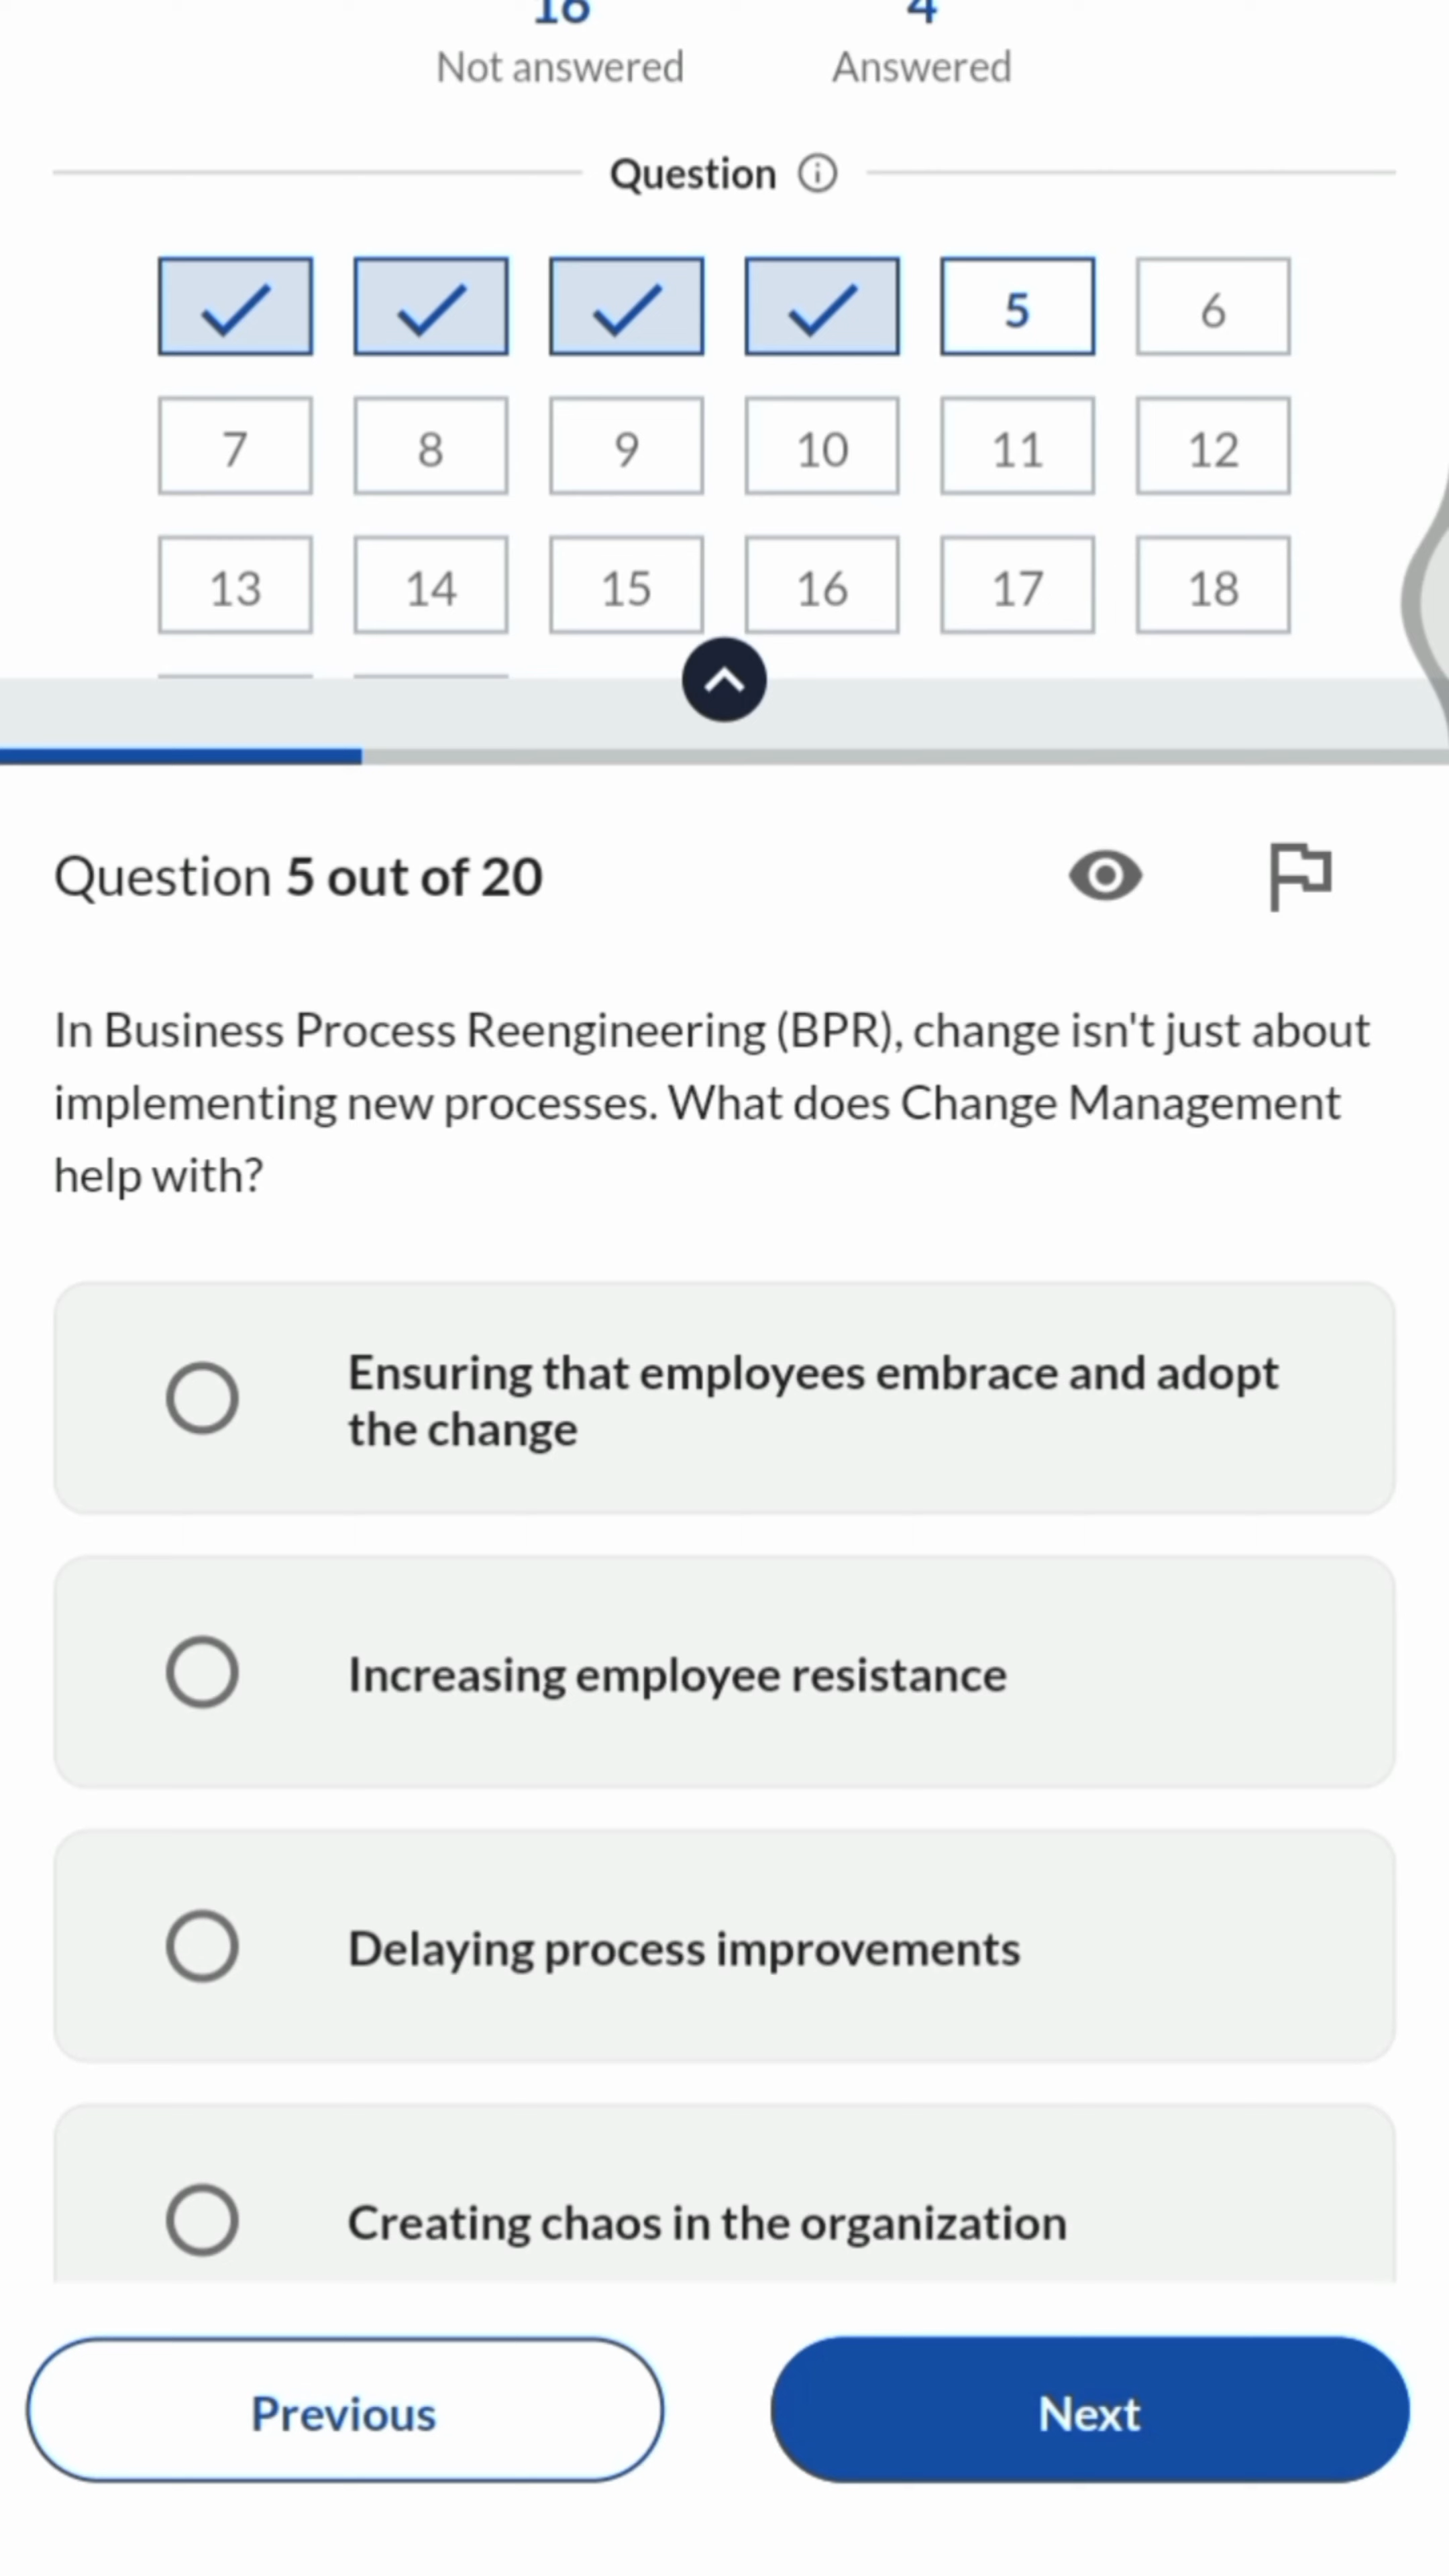 16 4
Not answered Answered
Question
5 6
7 8 9 10 11 12
13 14 15 16 17 18
Question 5 out of 20
In Business Process Reengineering (BPR), change isn't just about
implementing new processes. What does Change Management
help with?
Ensuring that employees embrace and adopt
the change
Increasing employee resistance
Delaying process improvements
Creating chaos in the organization
Previous Next